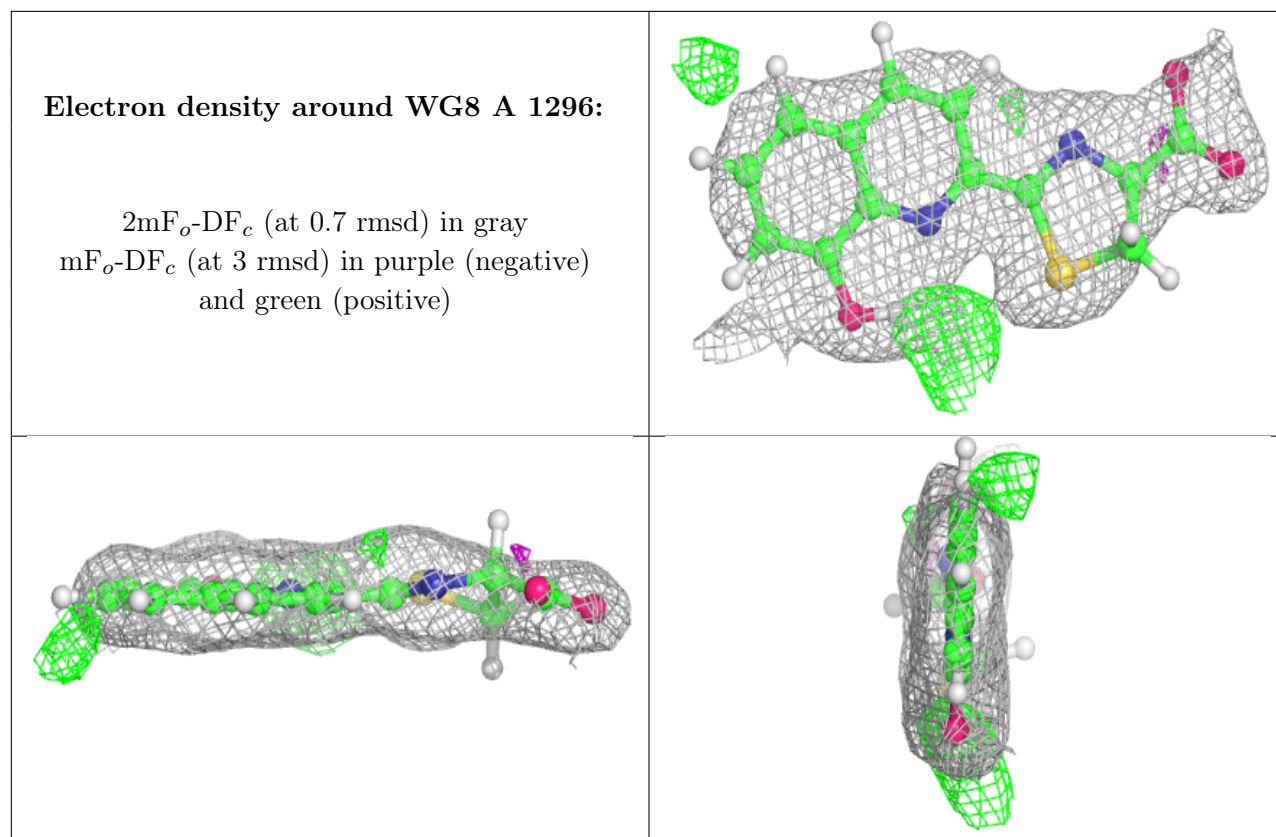 Electron density around WG8 A 1296:
2mFₒ-DF𝒸 (at 0.7 rmsd) in gray
mFₒ-DF𝒸 (at 3 rmsd) in purple (negative)
and green (positive)